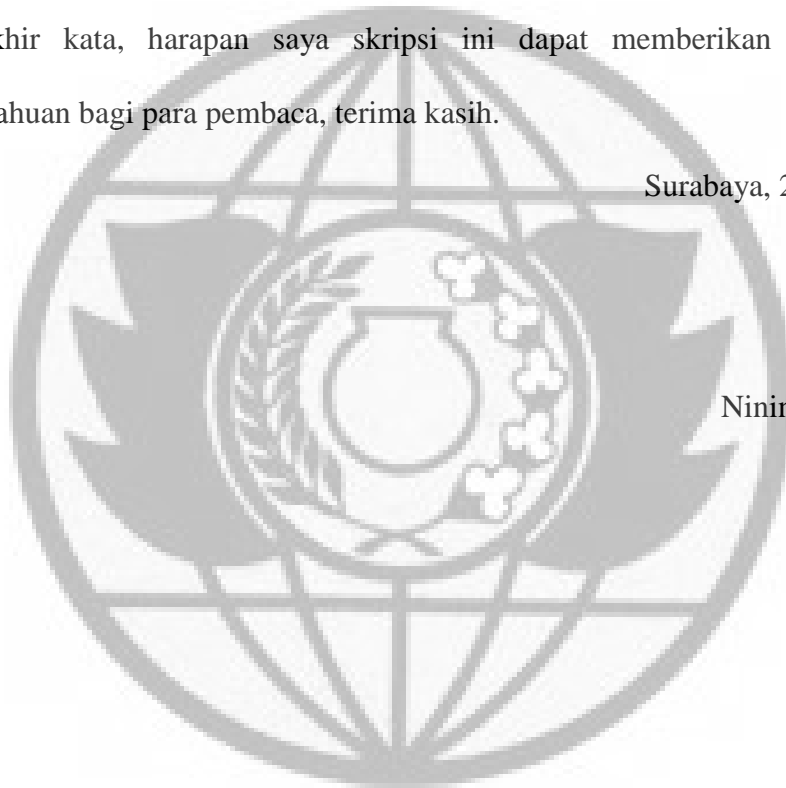 khir kata, harapan saya skripsi ini dapat memberikan
ahuan bagi para pembaca, terima kasih.
Surabaya, 2
Ninin